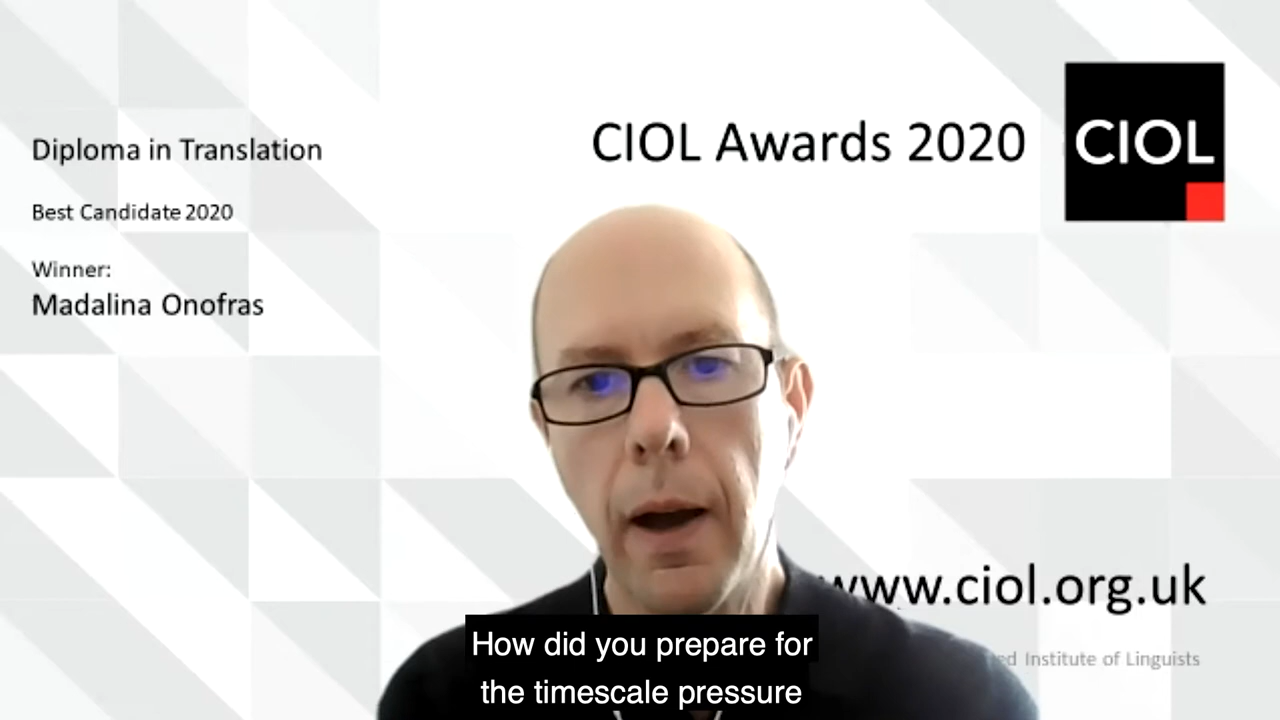 Diploma in Translation
Best Candidate 2020
Winner:
Madalina Onofras
CIOL Awards 2020
CIOL
www.ciol.org.uk
Institute of Linguists
How did you prepare for
the timescale pressure